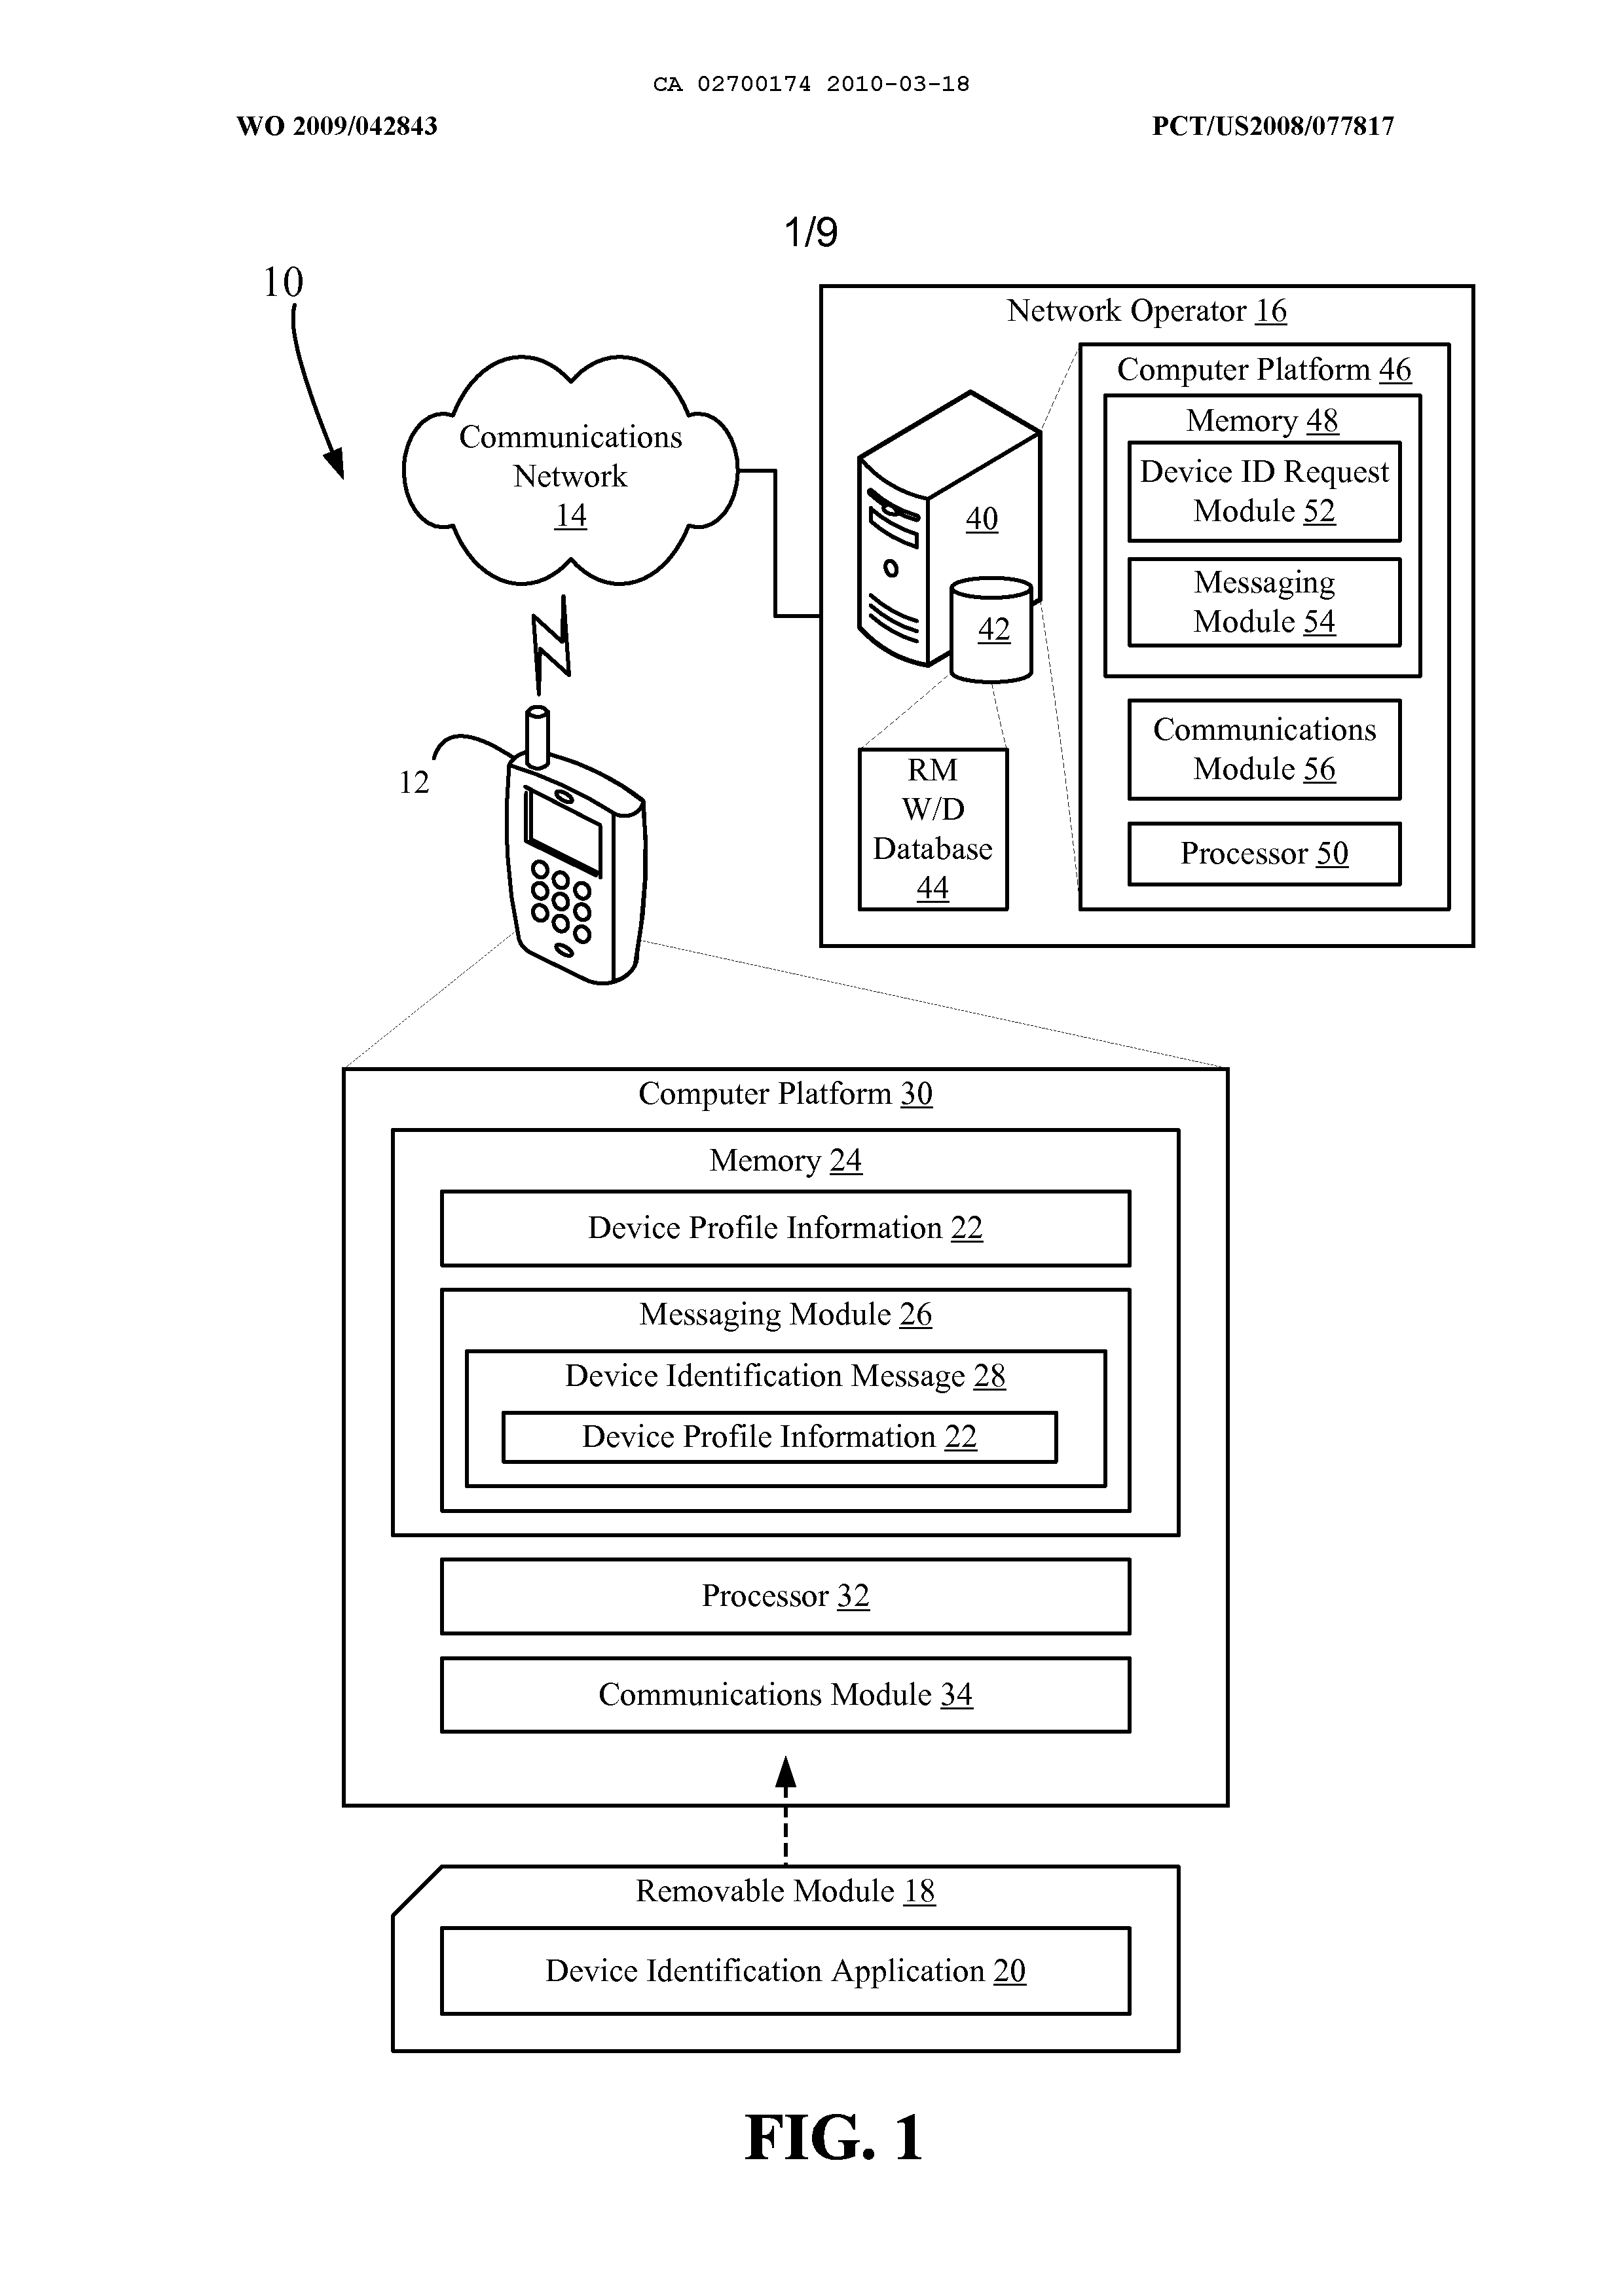 CA 02700174 2010-03-18
WO 2009/042843
PCT/US2008/077817
1/9
10
Network Operator 16
Computer Platform 46
Memory 48
Device ID Request
Module 52
Messaging
Module 54
Communications
Module 56
Processor 50
40
42
RM
W/D
Database
44
Communications
Network
14
12
Computer Platform 30
Memory 24
Device Profile Information 22
Messaging Module 26
Device Identification Message 28
Device Profile Information 22
Processor 32
Communications Module 34
Removable Module 18
Device Identification Application 20
FIG. 1